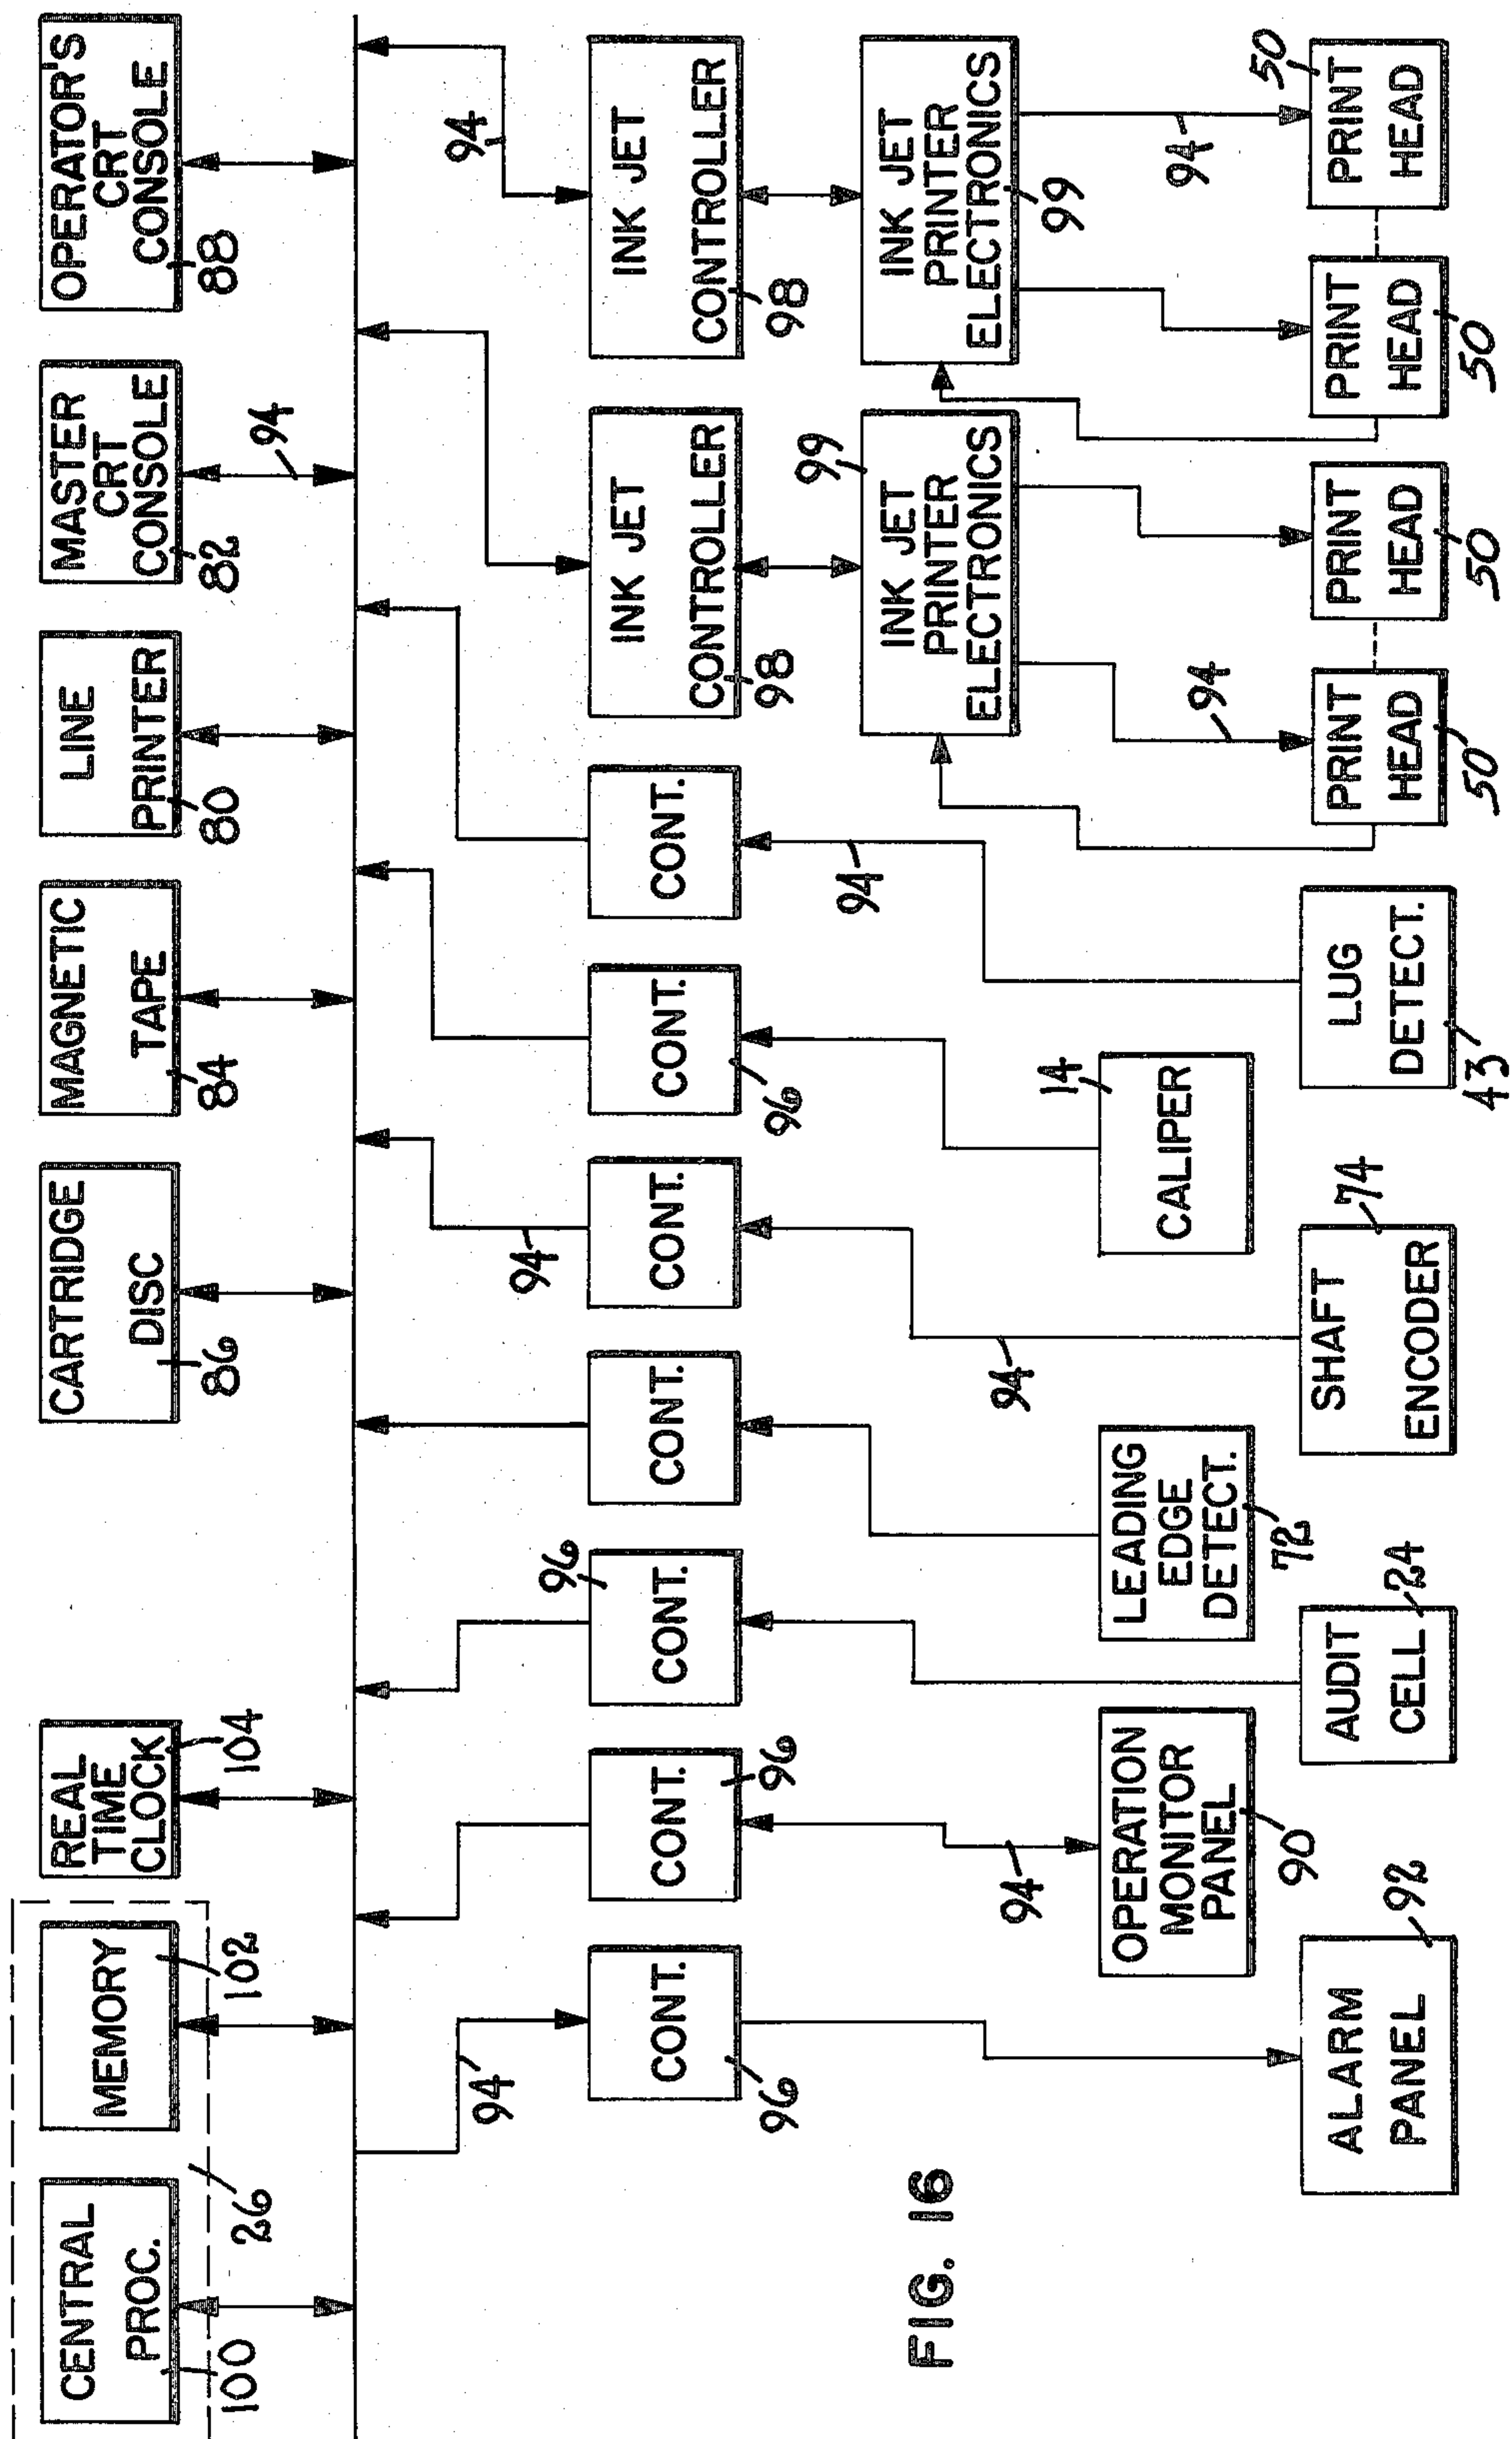 CENTRAL
PROC.
100
26
MEMORY
102
REAL
TIME
CLOCK
104
CARTRIDGE
DISC
86
MAGNETIC
TAPE
84
LINE
PRINTER
80
MASTER
CRT
CONSOLE
82
94
OPERATOR'S
CRT
CONSOLE
88
94
CONT.
96
CONT.
96
CONT.
96
CONT.
94
CONT.
CONT.
96
CONT.
INK JET
CONTROLLER
98
94
INK JET
CONTROLLER
98
94
94
94
INK JET
PRINTER
ELECTRONICS
99
INK JET
PRINTER
ELECTRONICS
99
OPERATION
MONITOR
PANEL
90
LEADING
EDGE
DETECT.
72
CALIPER
14
94
94
ALARM
PANEL
92
AUDIT
CELL
24
SHAFT
ENCODER
74
LUG
DETECT.
43
PRINT
HEAD
50
PRINT
HEAD
50
PRINT
HEAD
50
PRINT
HEAD
50
FIG. 16